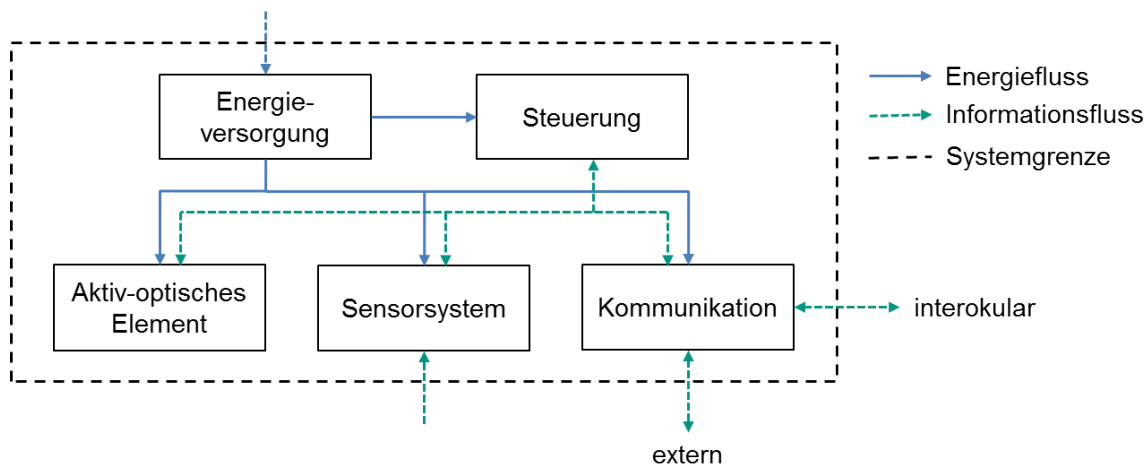 Energie-
versorgung
Steuerung
Energiefluss
Informationsfluss
Systemgrenze
Aktiv-optisches
Element
Sensorsystem
Kommunikation
interokular
extern